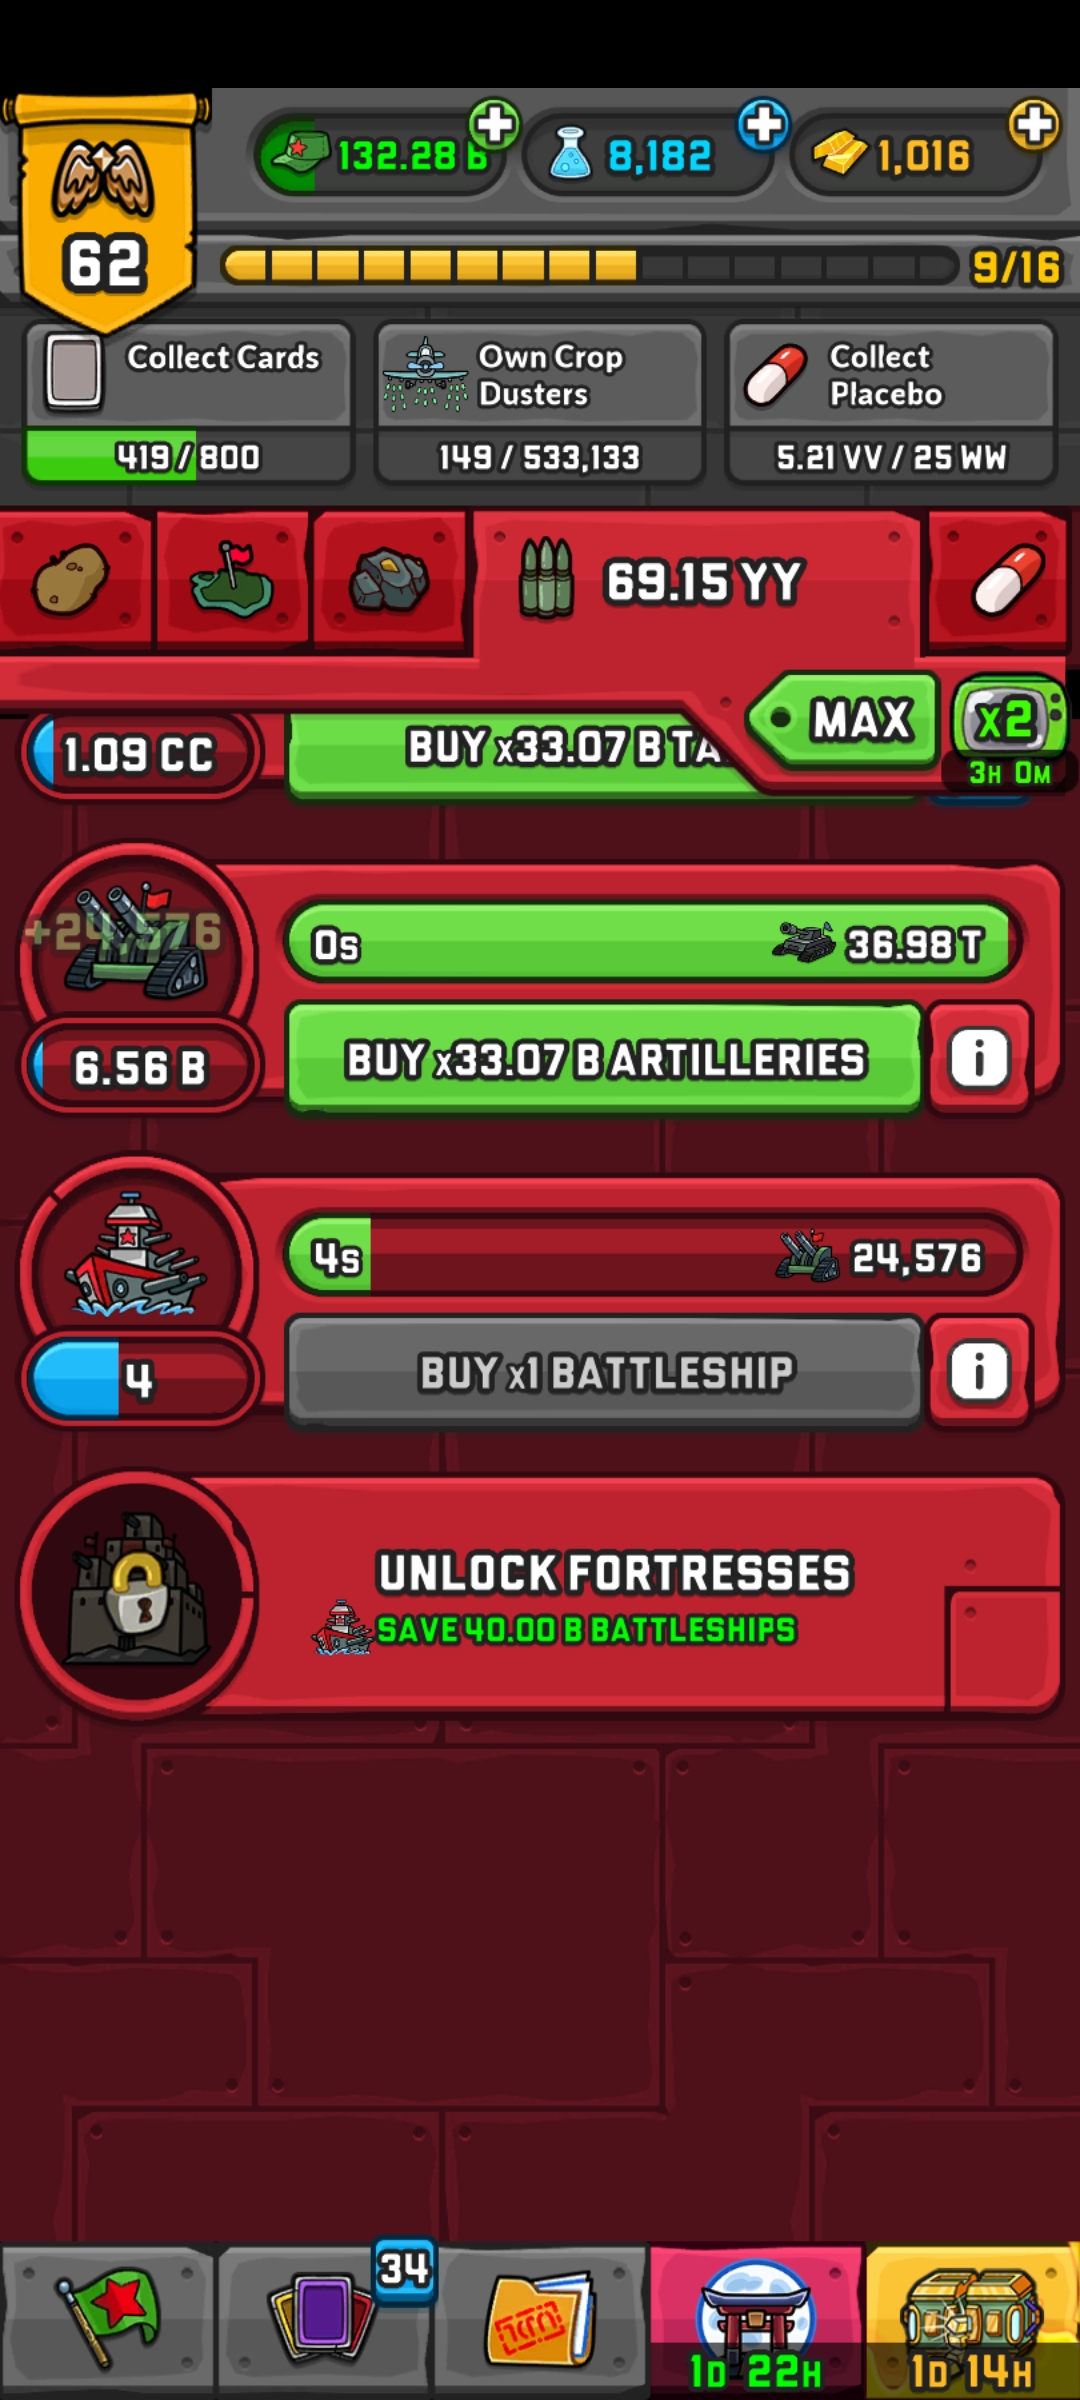 132.28 B
8,182
1,016
62
9/16
Collect Cards
419 / 800
Own Crop
Dusters
149 / 533,133
Collect
Placebo
5.21 VV / 25 WW
69.15 YY
MAX
x2
3H 0M
1.09 CC
BUY x33.07 B TA
+24,576
0s
36.98 T
6.56 B
BUY x33.07 B ARTILLERIES
i
4s
24,576
4
BUY x1 BATTLESHIP
i
UNLOCK FORTRESSES
SAVE 40.00 B BATTLESHIPS
34
1D 22H
1D 14H